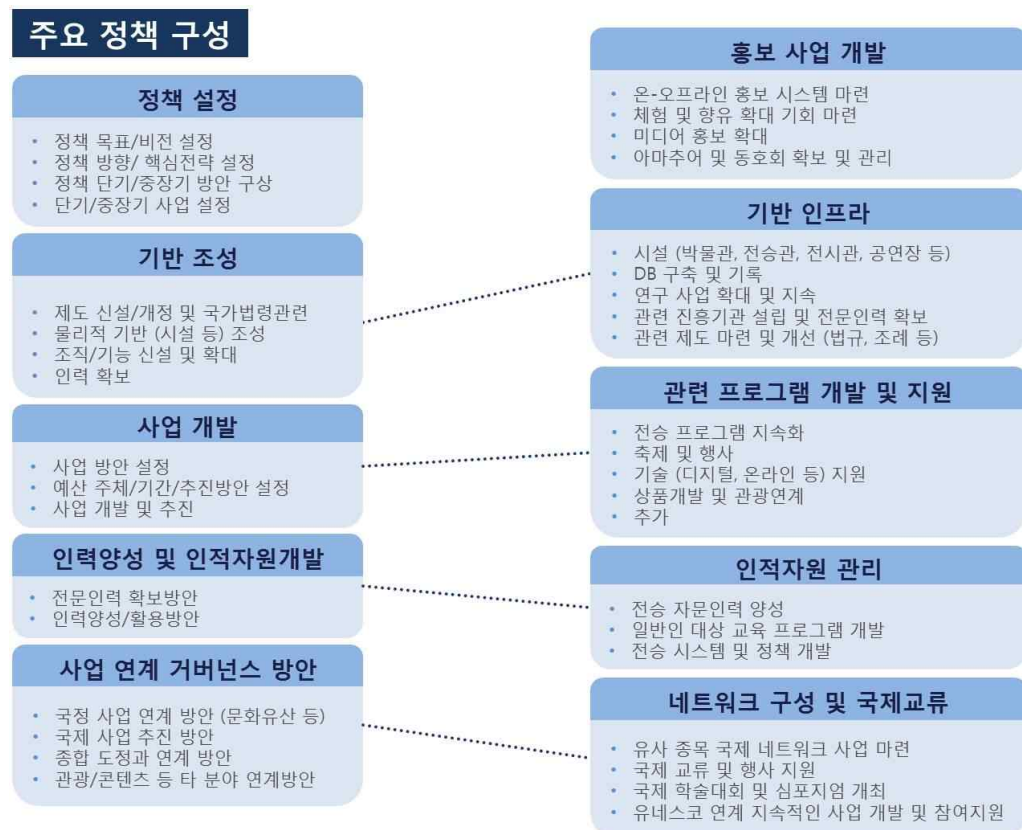 주요 정책 구성
정책 설정
• 정책 목표/비전 설정
• 정책 방향/ 핵심전략 설정
• 정책 단기/중장기 방안 구상
• 단기/중장기 사업 설정
기반 조성
• 제도 신설/개정 및 국가법령관련
• 물리적 기반 (시설 등) 조성
• 조직/기능 신설 및 확대
• 인력 확보
사업 개발
• 사업 방안 설정
• 예산 주체/기간/추진방안 설정
• 사업 개발 및 추진
인력양성 및 인적자원개발
• 전문인력 확보방안
• 인력양성/활용방안
사업 연계 거버넌스 방안
• 국정 사업 연계 방안 (문화유산 등)
• 국제 사업 추진 방안
• 종합 도정과 연계 방안
• 관광/콘텐츠 등 타 분야 연계방안
홍보 사업 개발
• 온-오프라인 홍보 시스템 마련
• 체험 및 향유 확대 기회 마련
• 미디어 홍보 확대
• 아마추어 및 동호회 확보 및 관리
기반 인프라
• 시설 (박물관, 전승관, 전시관, 공연장 등)
• DB 구축 및 기록
• 연구 사업 확대 및 지속
• 관련 진흥기관 설립 및 전문인력 확보
• 관련 제도 마련 및 개선 (법규, 조례 등)
관련 프로그램 개발 및 지원
• 전승 프로그램 지속화
• 축제 및 행사
• 기술 (디지털, 온라인 등) 지원
• 상품개발 및 관광연계
• 추가
인적자원 관리
• 전승 자문인력 양성
• 일반인 대상 교육 프로그램 개발
• 전승 시스템 및 정책 개발
네트워크 구성 및 국제교류
• 유사 종목 국제 네트워크 사업 마련
• 국제 교류 및 행사 지원
• 국제 학술대회 및 심포지엄 개최
• 유네스코 연계 지속적인 사업 개발 및 참여지원